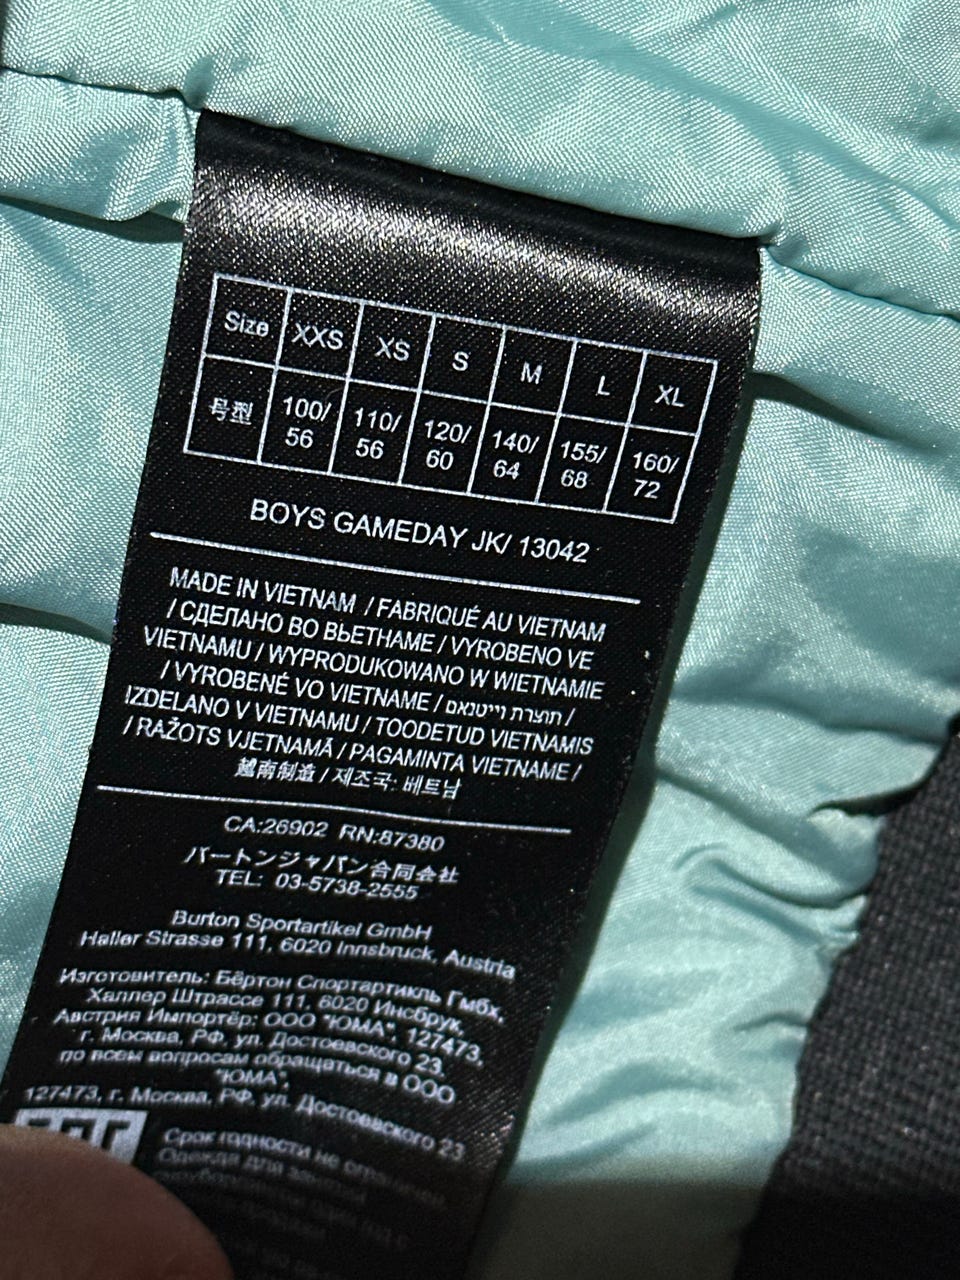 Size XXS XS S M L XL
号型 100/56 110/56 120/60 140/64 155/68 160/72
BOYS GAMEDAY JK/ 13042
MADE IN VIETNAM / FABRIQUÉ AU VIETNAM
/ СДЕЛАНО ВО ВЬЕТНАМЕ / VYROBENO VE
VIETNAMU / WYPRODUKOWANO W WIETNAMIE
/ VYROBENÉ VO VIETNAME / תוצרת וייטנאם /
IZDELANO V VIETNAMU / TOODETUD VIETNAMIS
/ RAŽOTS VJETNAMĀ / PAGAMINTA VIETNAME /
越南制造 / 제조국: 베트남
CA:26902 RN:87380
バートンジャパン合同会社
TEL: 03-5738-2555
Burton Sportartikel GmbH
Haller Strasse 111, 6020 Innsbruck, Austria
Изготовитель: Бёртон Спортартикль Гмбх,
Халлер Штрассе 111, 6020 Инсбрук,
Австрия Импортёр: ООО "ЮМА", 127473,
г. Москва, РФ, ул. Достоевского 23,
по всем вопросам обращаться в ООО
"ЮМА",
127473, г. Москва, РФ, ул. Достоевского 23
Срок годности не
Одежда для